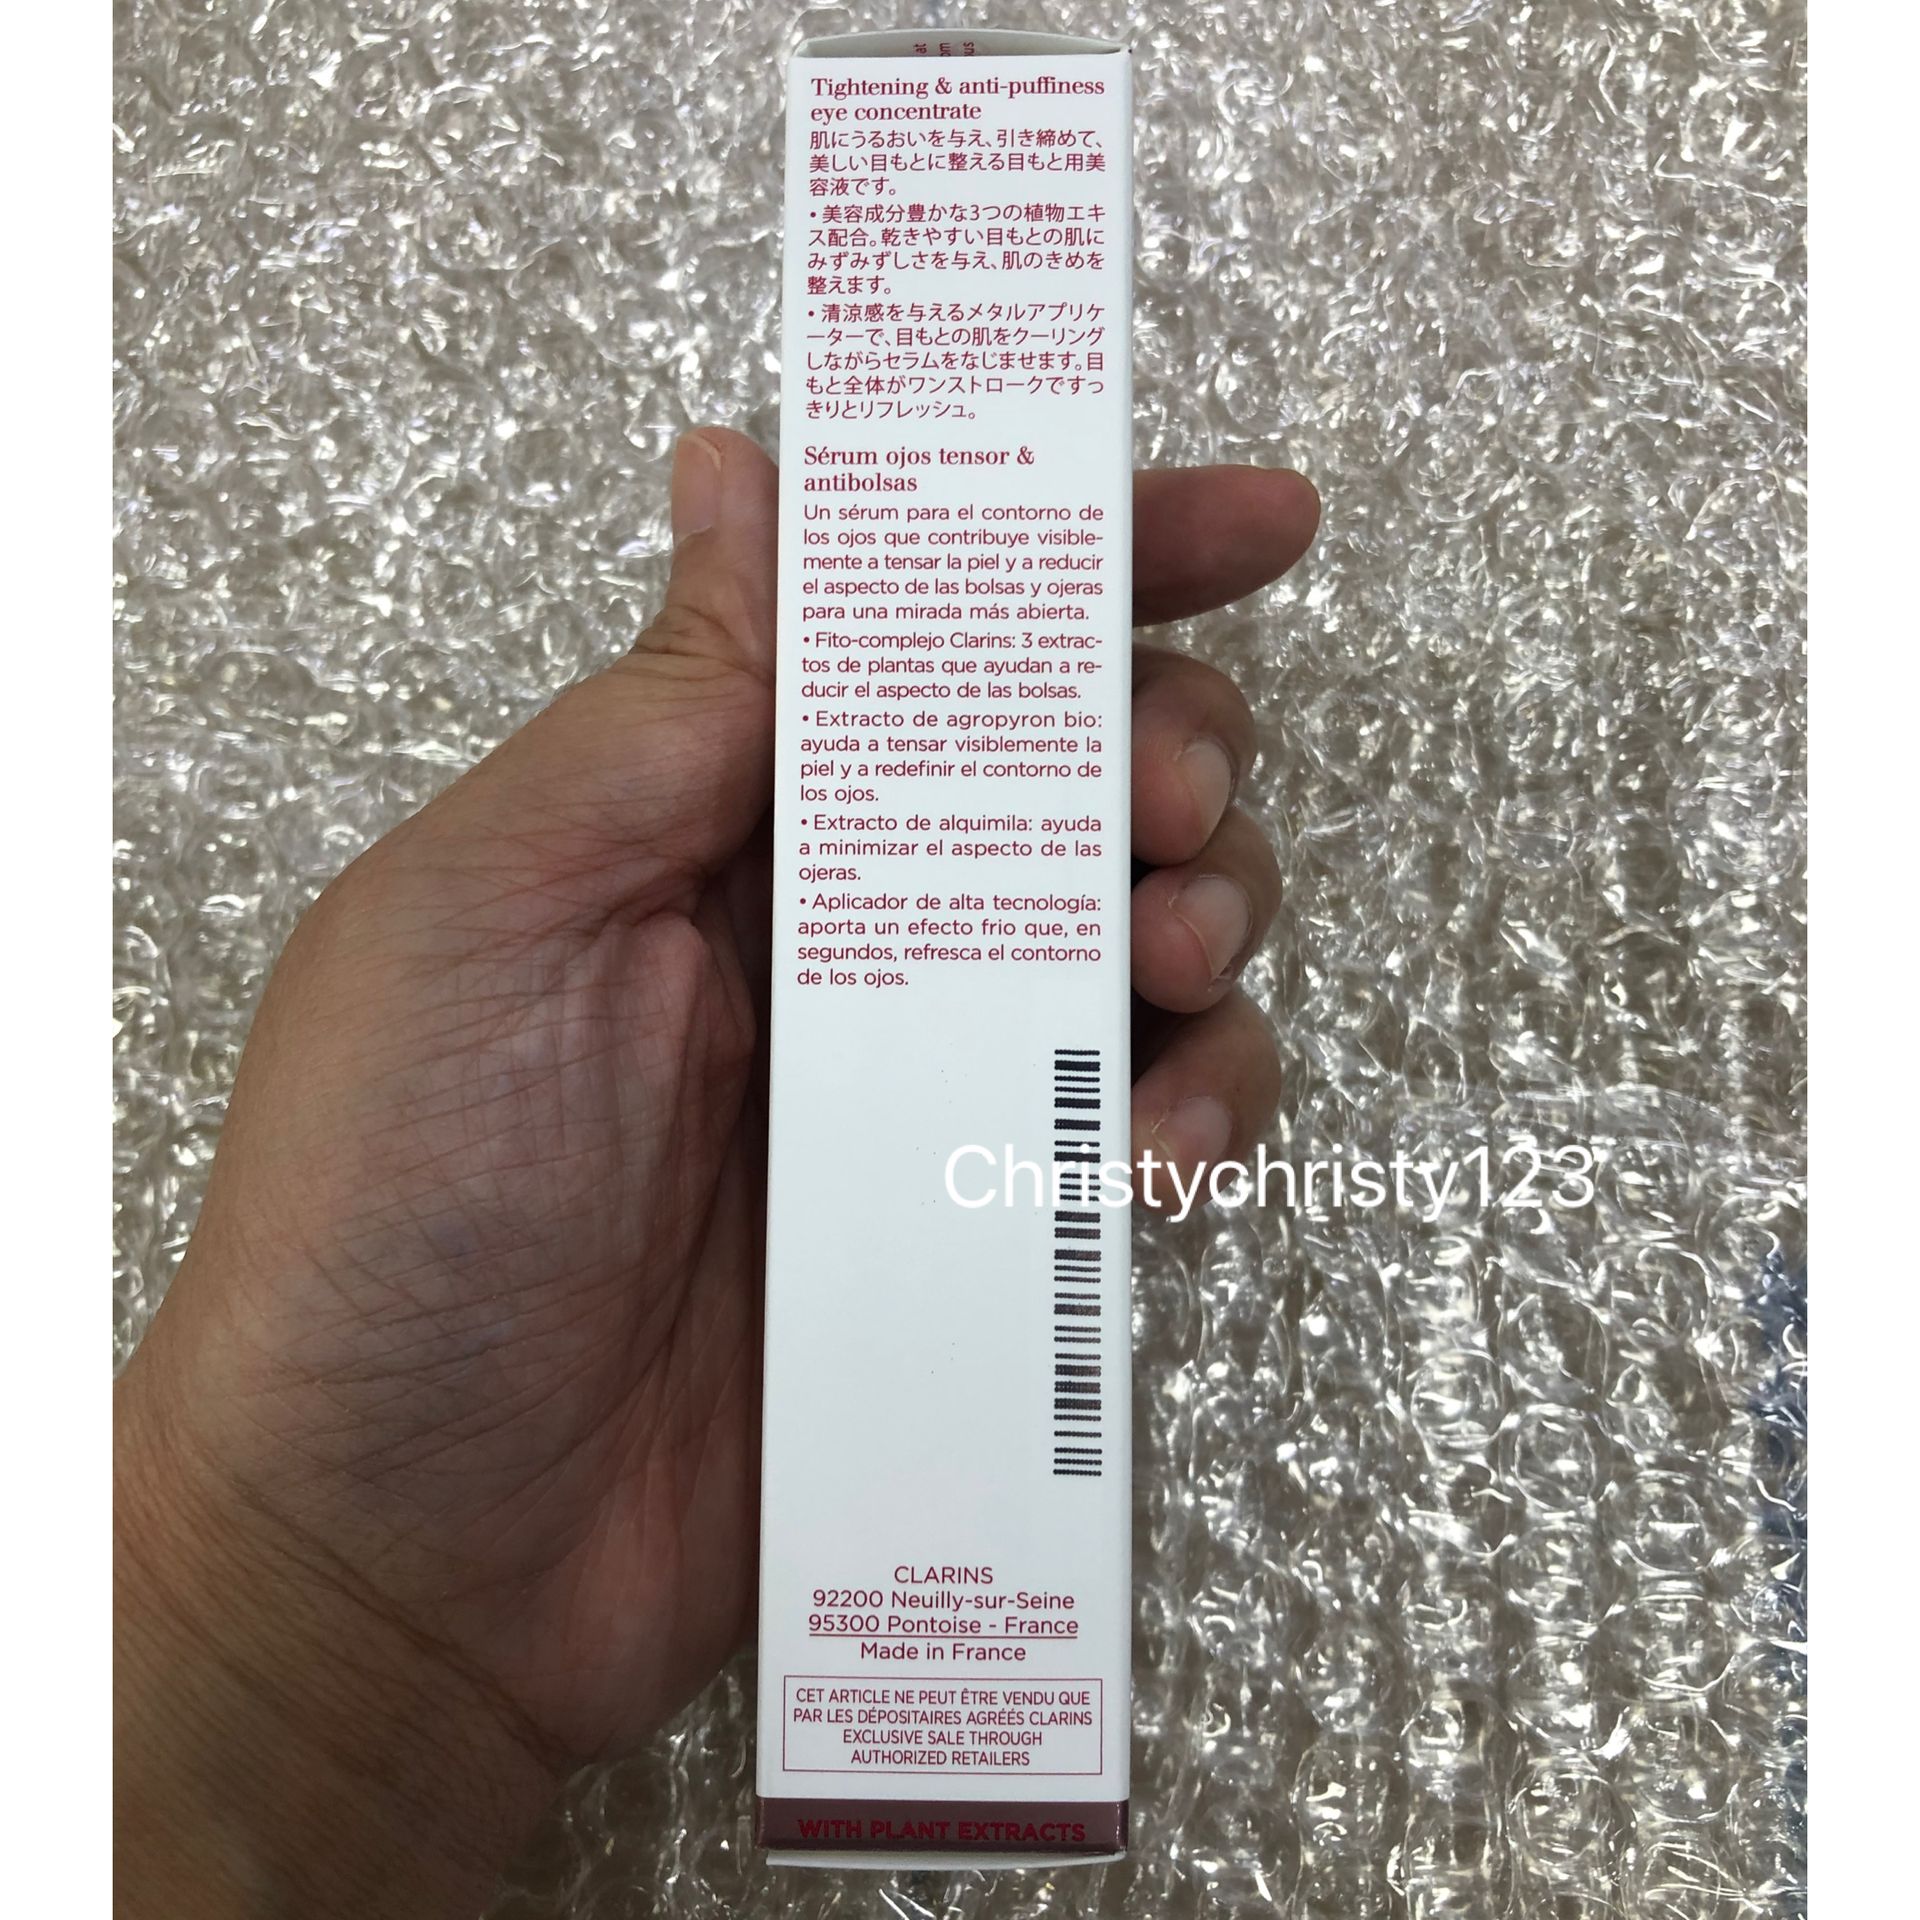 Tightening & anti-puffiness
eye concentrate
肌にうるおいを与え、引き締めて、
美しい目もとに整える目もと用美
容液です。
• 美容成分豊かな3つの植物エキ
ス配合。乾きやすい目もとの肌に
みずみずしさを与え、肌のきめを
整えます。
• 清涼感を与えるメタルアプリケ
ーターで、目もとの肌をクーリング
しながらセラムをなじませます。目
もと全体がワンストロークですっ
きりとリフレッシュ。
Sérum ojos tensor &
antibolsas
Un sérum para el contorno de
los ojos que contribuye visible-
mente a tensar la piel y a reducir
el aspecto de las bolsas y ojeras
para una mirada más abierta.
• Fito-complejo Clarins: 3 extrac-
tos de plantas que ayudan a re-
ducir el aspecto de las bolsas.
• Extracto de agropyron bio:
ayuda a tensar visiblemente la
piel y a redefinir el contorno de
los ojos.
• Extracto de alquimila: ayuda
a minimizar el aspecto de las
ojeras.
• Aplicador de alta tecnología:
aporta un efecto frio que, en
segundos, refresca el contorno
de los ojos.
Christychristy123
CLARINS
92200 Neuilly-sur-Seine
95300 Pontoise - France
Made in France
CET ARTICLE NE PEUT ÊTRE VENDU QUE
PAR LES DÉPOSITAIRES AGRÉÉS CLARINS
EXCLUSIVE SALE THROUGH
AUTHORIZED RETAILERS
WITH PLANT EXTRACTS